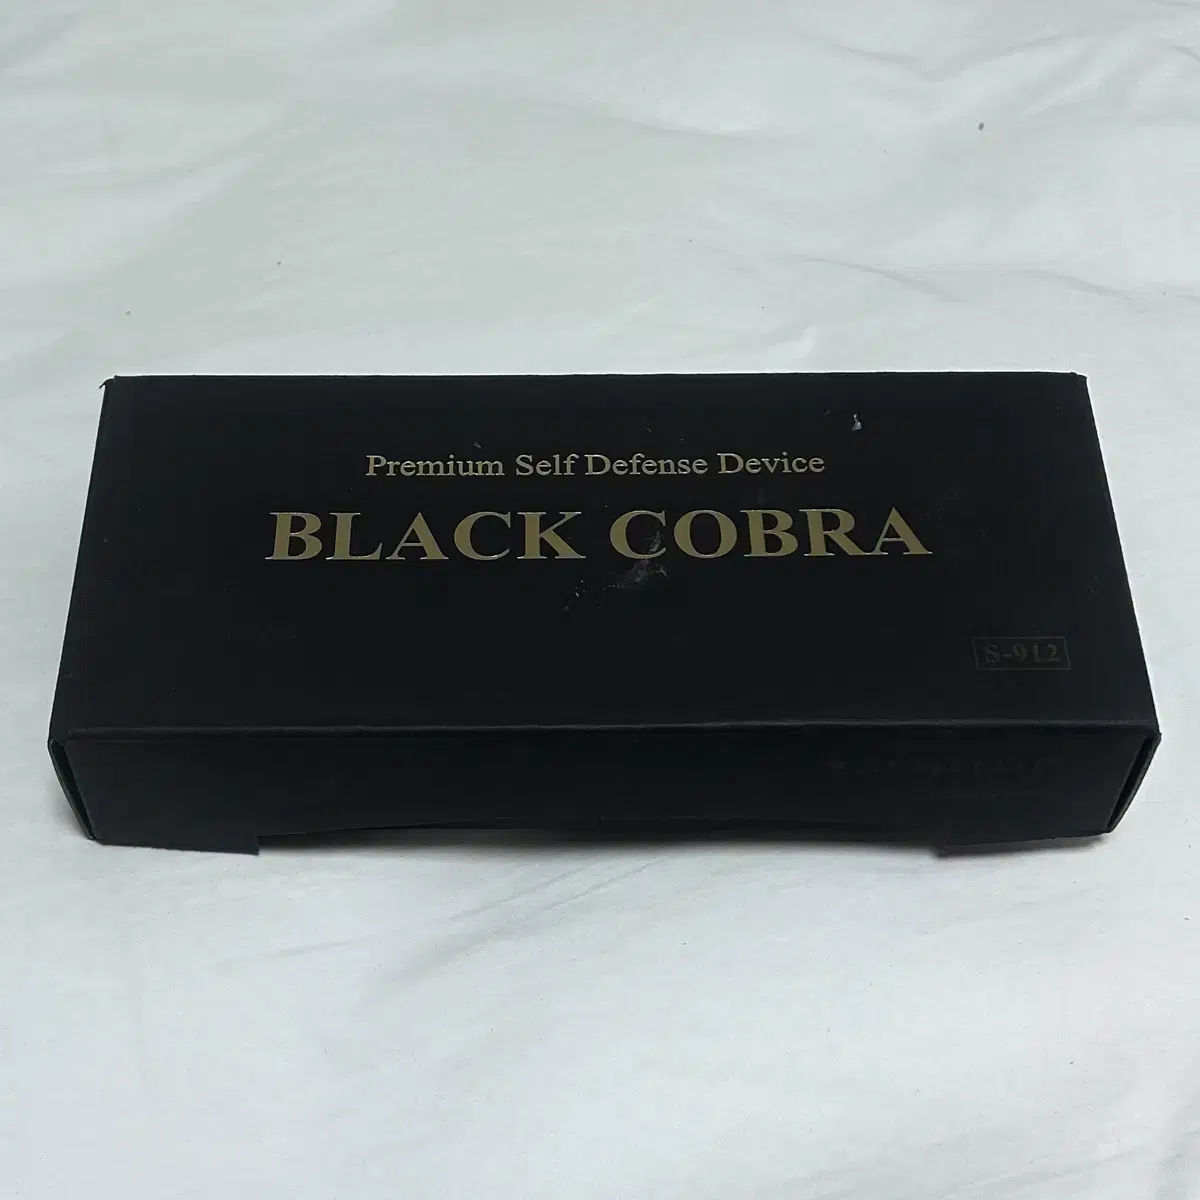 Premium Self Defense Device
BLACK COBRA
S-912